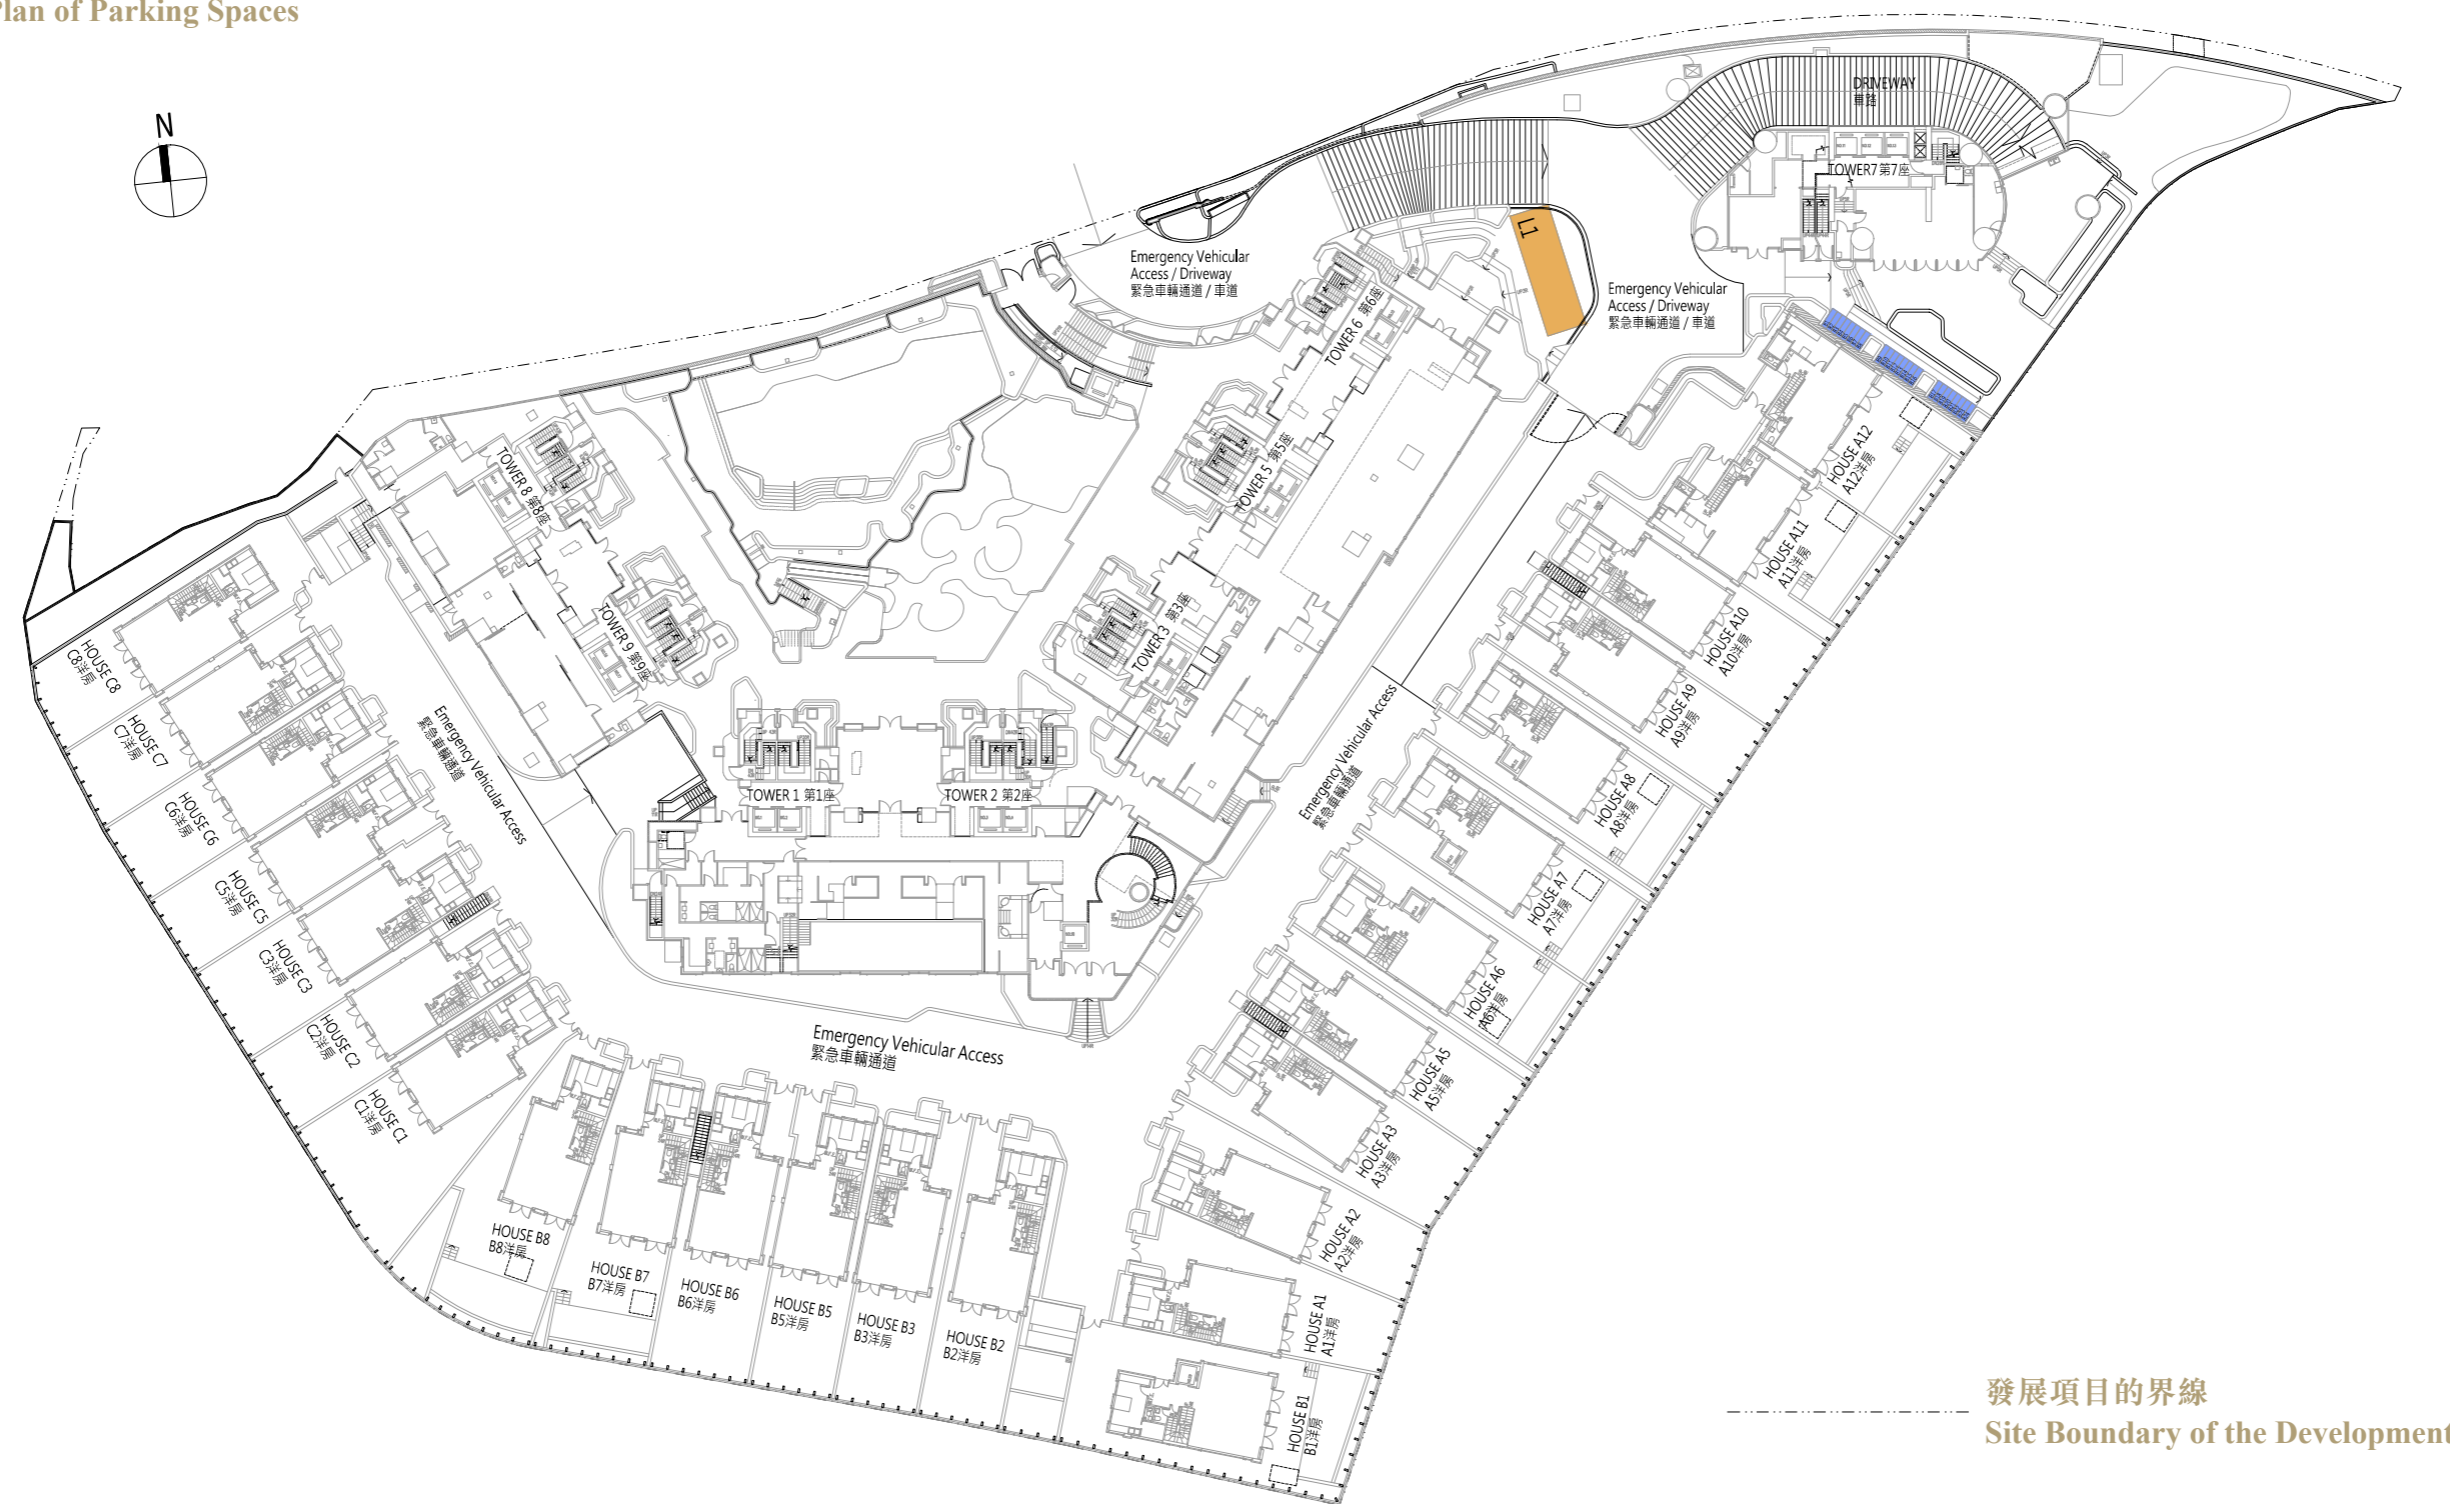 Plan of Parking Spaces
N
DRIVEWAY
車路
TOWER7 第7座
L1
Emergency Vehicular
Access / Driveway
緊急車輛通道 / 車道
Emergency Vehicular
Access / Driveway
緊急車輛通道 / 車道
TOWER 6 第6座
TOWER 5 第5座
TOWER 3 第3座
TOWER 8 第8座
TOWER 9 第9座
TOWER 1 第1座
TOWER 2 第2座
HOUSE A12
A12洋房
HOUSE A11
A11洋房
HOUSE A10
A10洋房
HOUSE A9
A9洋房
HOUSE A8
A8洋房
HOUSE A7
A7洋房
HOUSE A6
A6洋房
HOUSE A5
A5洋房
HOUSE A3
A3洋房
HOUSE A2
A2洋房
HOUSE A1
A1洋房
HOUSE B1
B1洋房
Emergency Vehicular Access
緊急車輛通道
HOUSE C8
C8洋房
HOUSE C7
C7洋房
HOUSE C6
C6洋房
HOUSE C5
C5洋房
HOUSE C3
C3洋房
HOUSE C2
C2洋房
HOUSE C1
C1洋房
Emergency Vehicular Access
緊急車輛通道
Emergency Vehicular Access
緊急車輛通道
HOUSE B8
B8洋房
HOUSE B7
B7洋房
HOUSE B6
B6洋房
HOUSE B5
B5洋房
HOUSE B3
B3洋房
HOUSE B2
B2洋房
發展項目的界線
Site Boundary of the Development